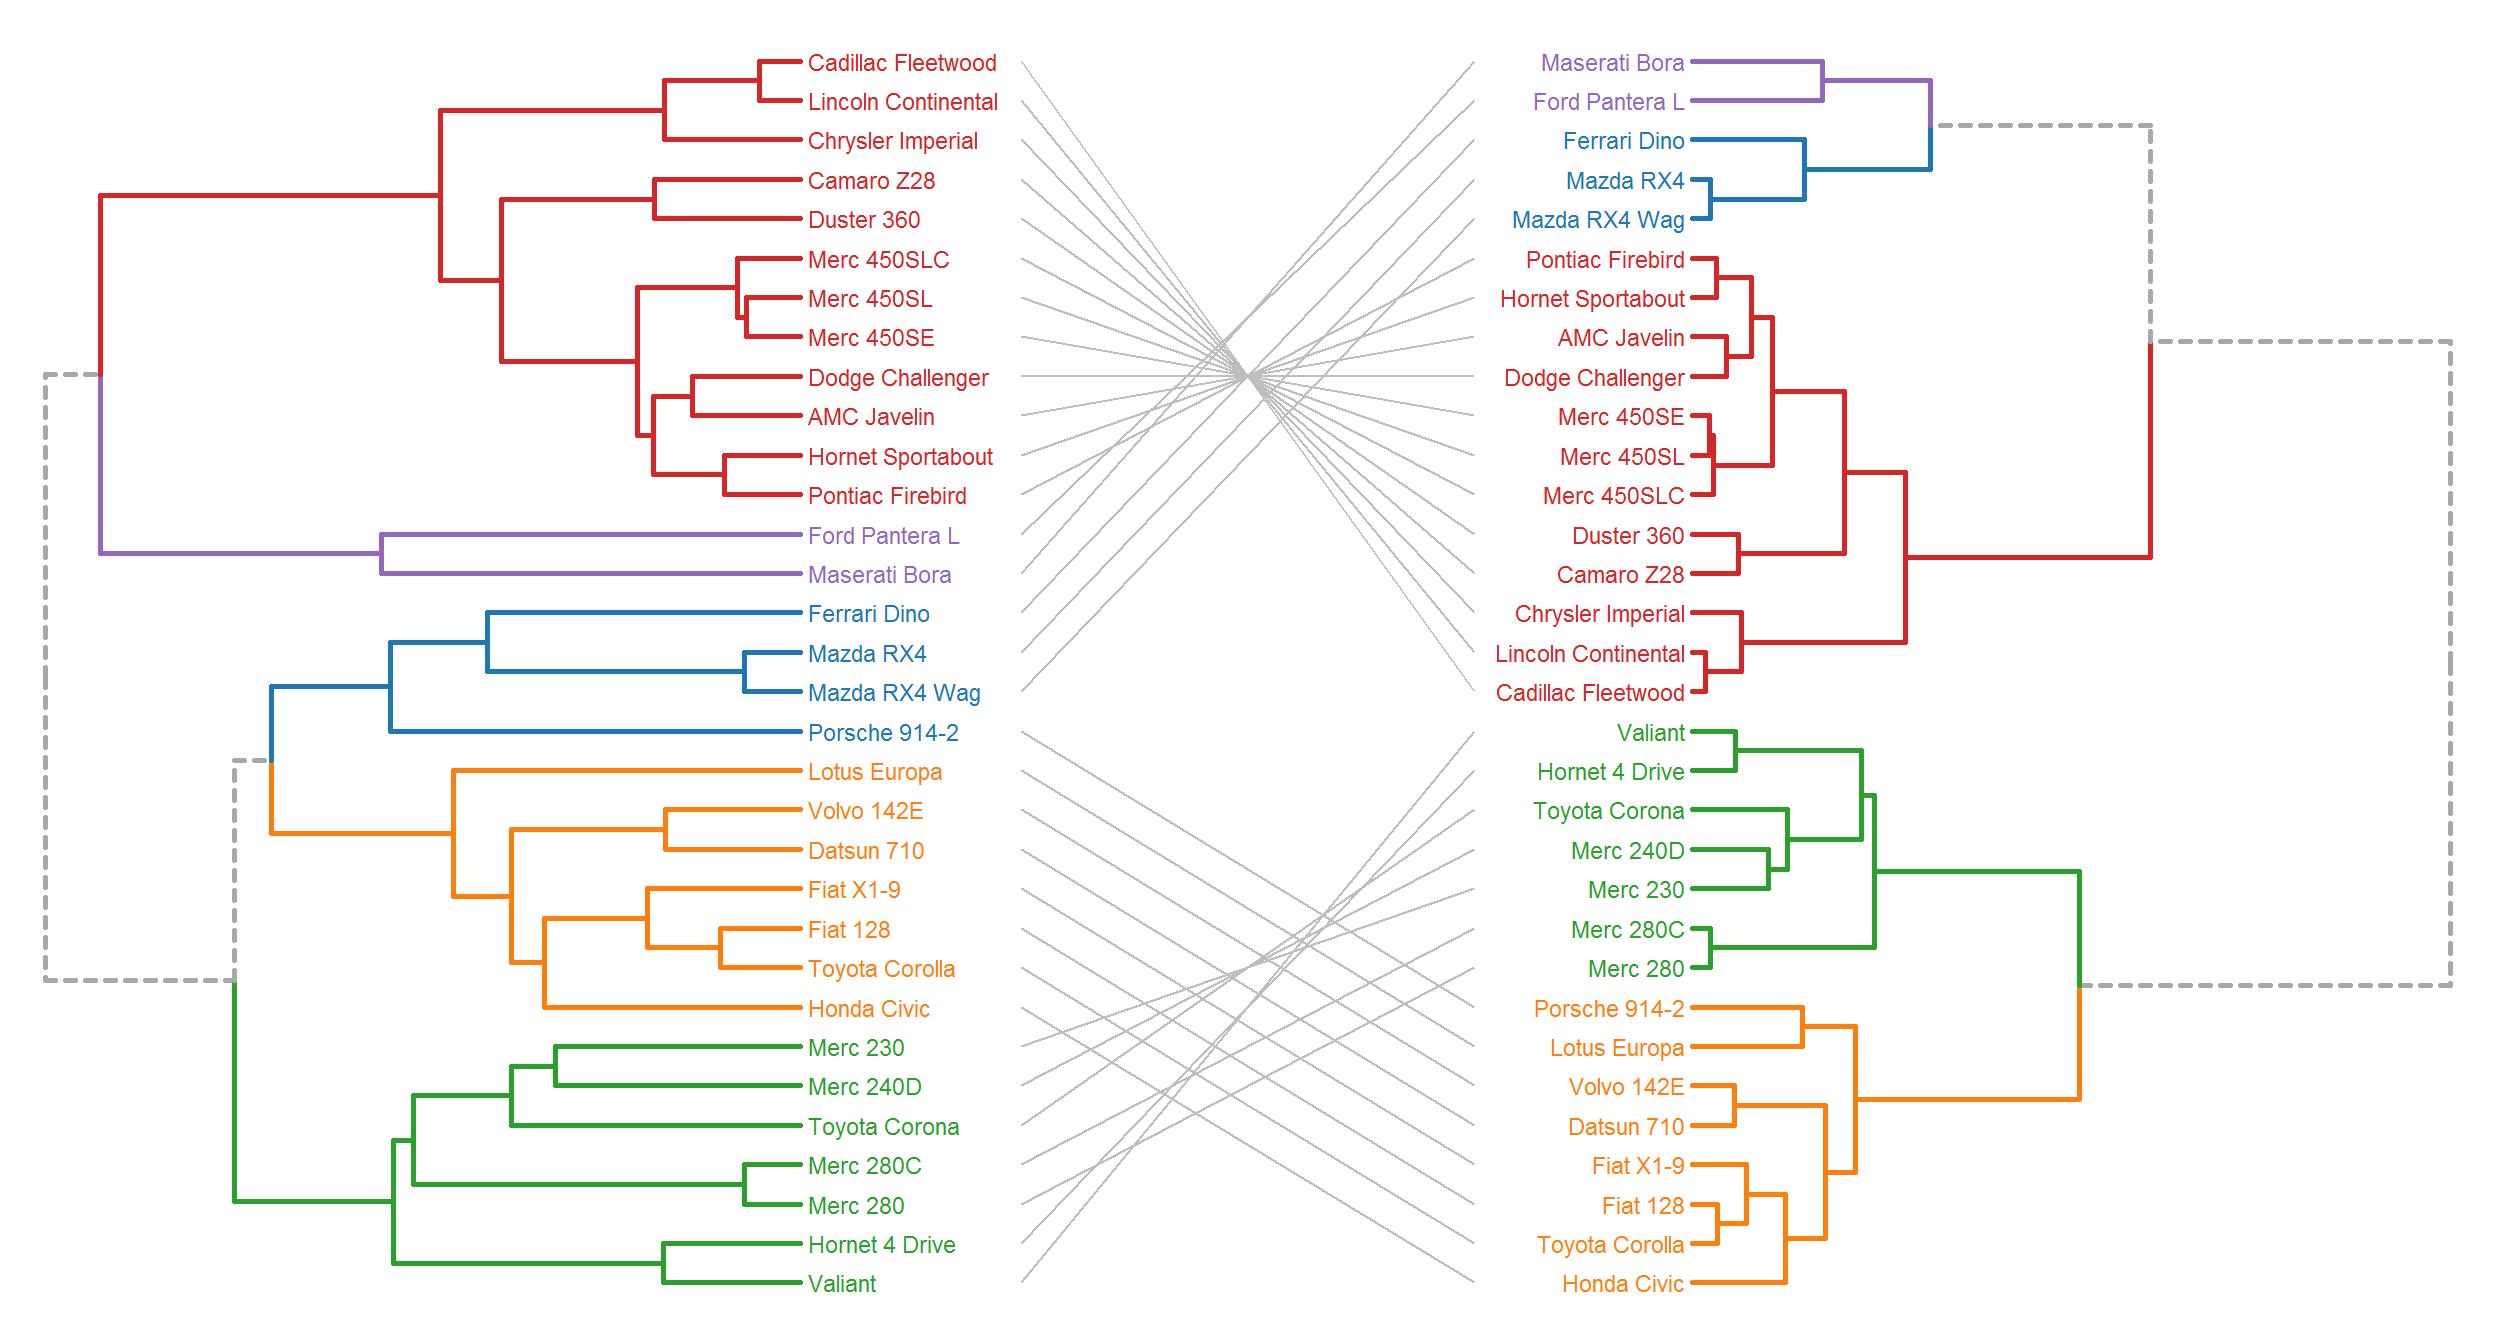 Cadillac Fleetwood
Lincoln Continental
Chrysler Imperial
Camaro Z28
Duster 360
Merc 450SLC
Merc 450SL
Merc 450SE
Dodge Challenger
AMC Javelin
Hornet Sportabout
Pontiac Firebird
Ford Pantera L
Maserati Bora
Ferrari Dino
Mazda RX4
Mazda RX4 Wag
Porsche 914-2
Lotus Europa
Volvo 142E
Datsun 710
Fiat X1-9
Fiat 128
Toyota Corolla
Honda Civic
Merc 230
Merc 240D
Toyota Corona
Merc 280C
Merc 280
Hornet 4 Drive
Valiant
Maserati Bora
Ford Pantera L
Ferrari Dino
Mazda RX4
Mazda RX4 Wag
Pontiac Firebird
Hornet Sportabout
AMC Javelin
Dodge Challenger
Merc 450SE
Merc 450SL
Merc 450SLC
Duster 360
Camaro Z28
Chrysler Imperial
Lincoln Continental
Cadillac Fleetwood
Valiant
Hornet 4 Drive
Toyota Corona
Merc 240D
Merc 230
Merc 280C
Merc 280
Porsche 914-2
Lotus Europa
Volvo 142E
Datsun 710
Fiat X1-9
Fiat 128
Toyota Corolla
Honda Civic